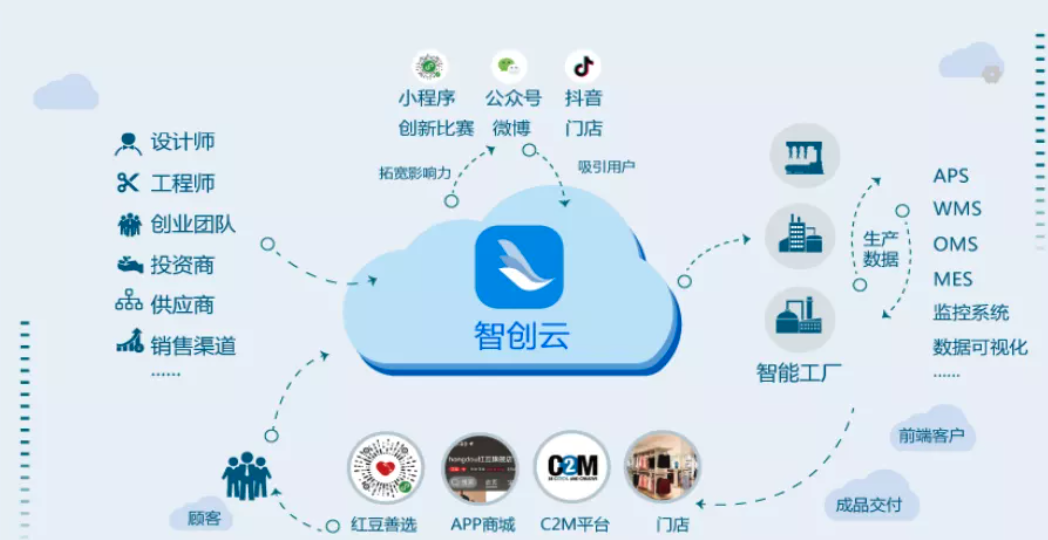 小程序
公众号
抖音
创新比赛
微博
门店
拓宽影响力
吸引用户
设计师
工程师
创业团队
投资商
供应商
销售渠道
……
智创云
生产
数据
智能工厂
APS
WMS
OMS
MES
监控系统
数据可视化
……
前端客户
成品交付
顾客
红豆善选
APP商城
C2M
C2M平台
门店